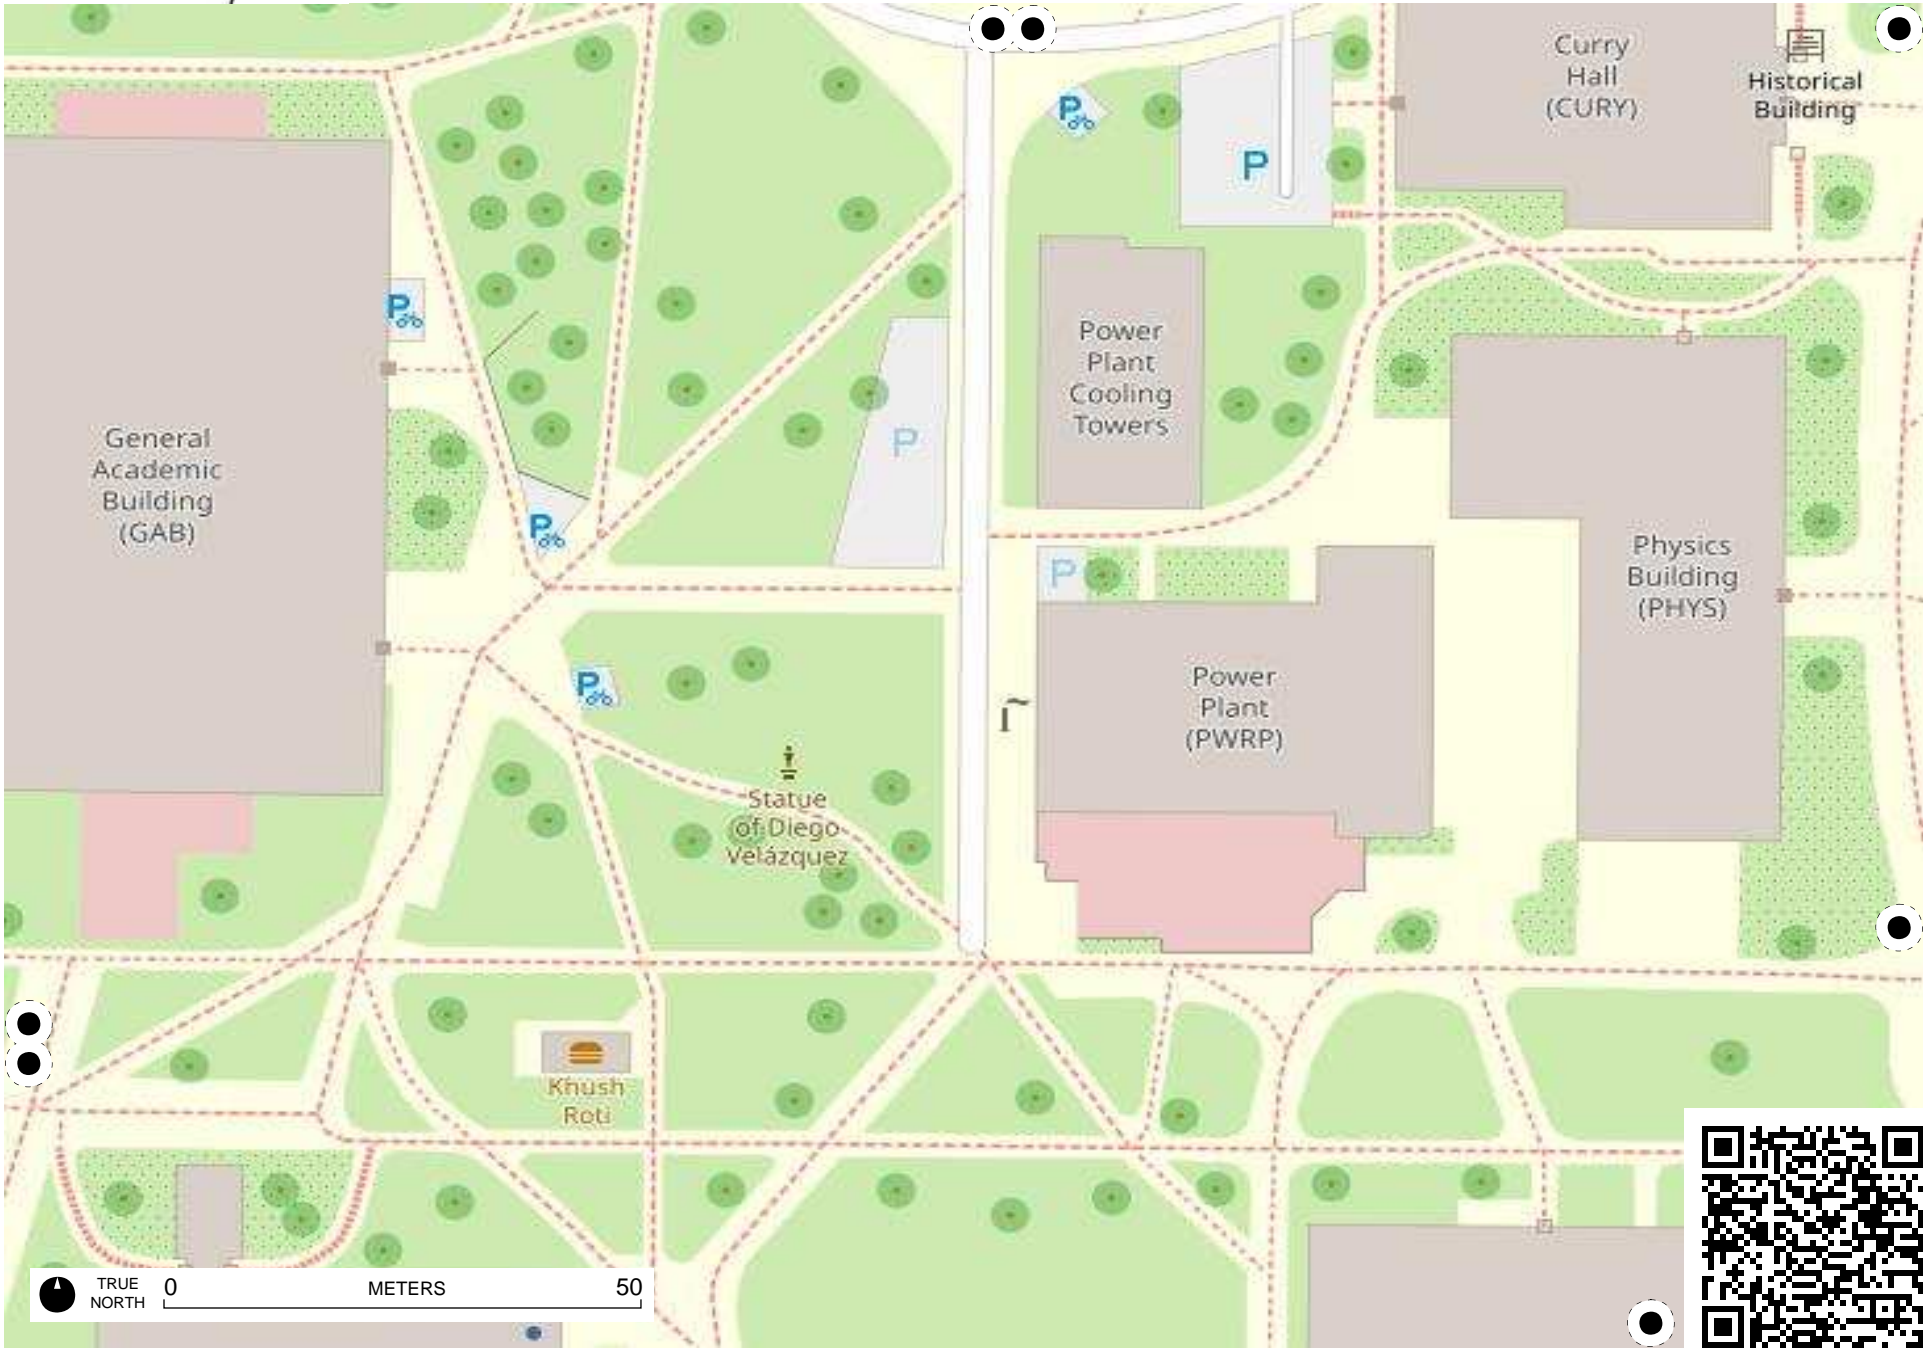 Curry
Hall
(CURY)
Historical
Building
P
P
P
Power
Plant
Cooling
Towers
General
Academic
Building
(GAB)
P
P
P
Physics
Building
(PHYS)
P
Power
Plant
(PWRP)
Statue
of Diego
Velázquez
Khush
Roti
TRUE
NORTH
0 METERS 50